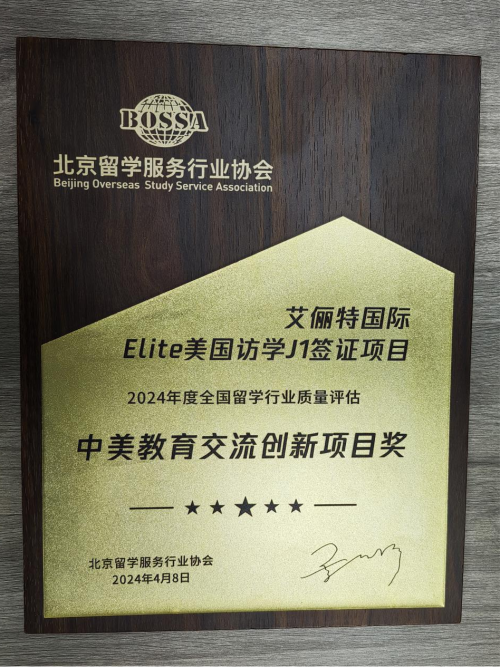 BOSSA
北京留学服务行业协会
Beijing Overseas Study Service Association
艾俪特国际
Elite美国访学J1签证项目
2024年度全国留学行业质量评估
中美教育交流创新项目奖
北京留学服务行业协会
2024年4月8日